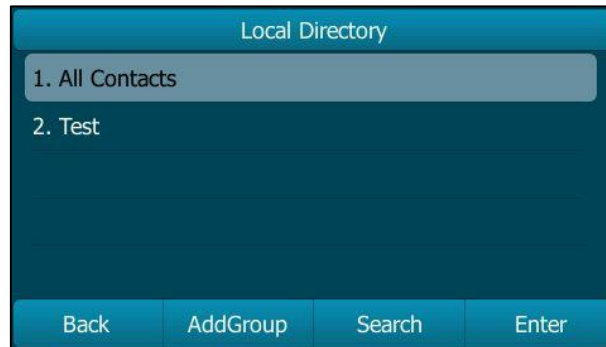 Local Directory
1. All Contacts
2. Test
Back AddGroup Search Enter